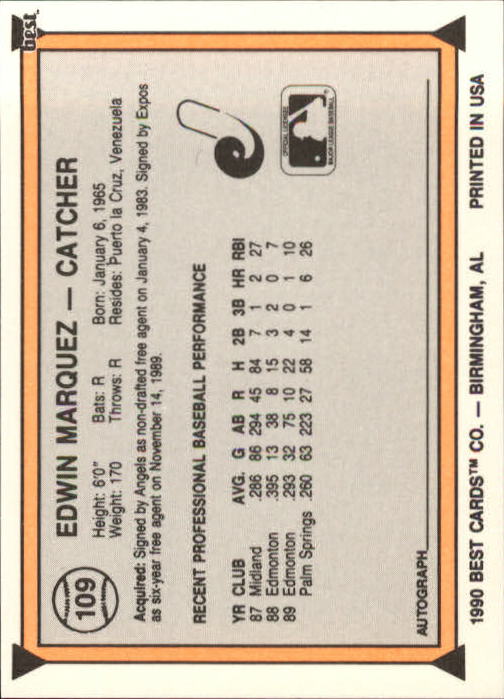 best
109
EDWIN MARQUEZ — CATCHER
Height: 6'0" Bats: R Born: January 6, 1965
Weight: 170 Throws: R Resides: Puerto la Cruz, Venezuela
Acquired: Signed by Angels as non-drafted free agent on January 4, 1983. Signed by Expos
as six-year free agent on November 14, 1989.
RECENT PROFESSIONAL BASEBALL PERFORMANCE
YR CLUB AVG. G AB R H 2B 3B HR RBI
87 Midland .286 86 294 45 84 7 1 2 27
88 Edmonton .395 13 38 8 15 3 2 0 7
89 Edmonton .293 32 75 10 22 4 0 1 10
Palm Springs .260 63 223 27 58 14 1 6 26
OFFICIAL LICENSEE
MAJOR LEAGUE BASEBALL
AUTOGRAPH
1990 BEST CARDS™ CO. — BIRMINGHAM, AL PRINTED IN USA